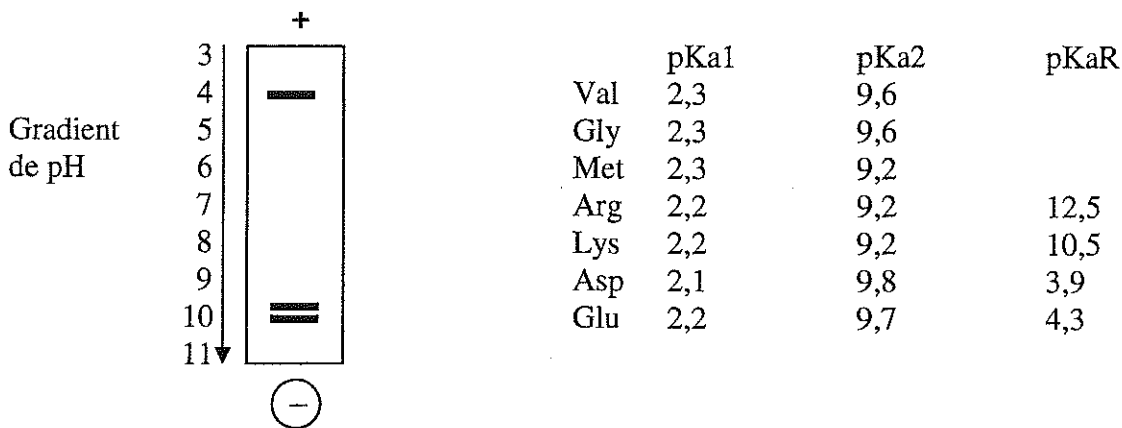 +
3
4
5
6
7
8
9
10
11
Gradient
de pH
−
pKa1 pKa2 pKaR
Val 2,3 9,6
Gly 2,3 9,6
Met 2,3 9,2
Arg 2,2 9,2 12,5
Lys 2,2 9,2 10,5
Asp 2,1 9,8 3,9
Glu 2,2 9,7 4,3